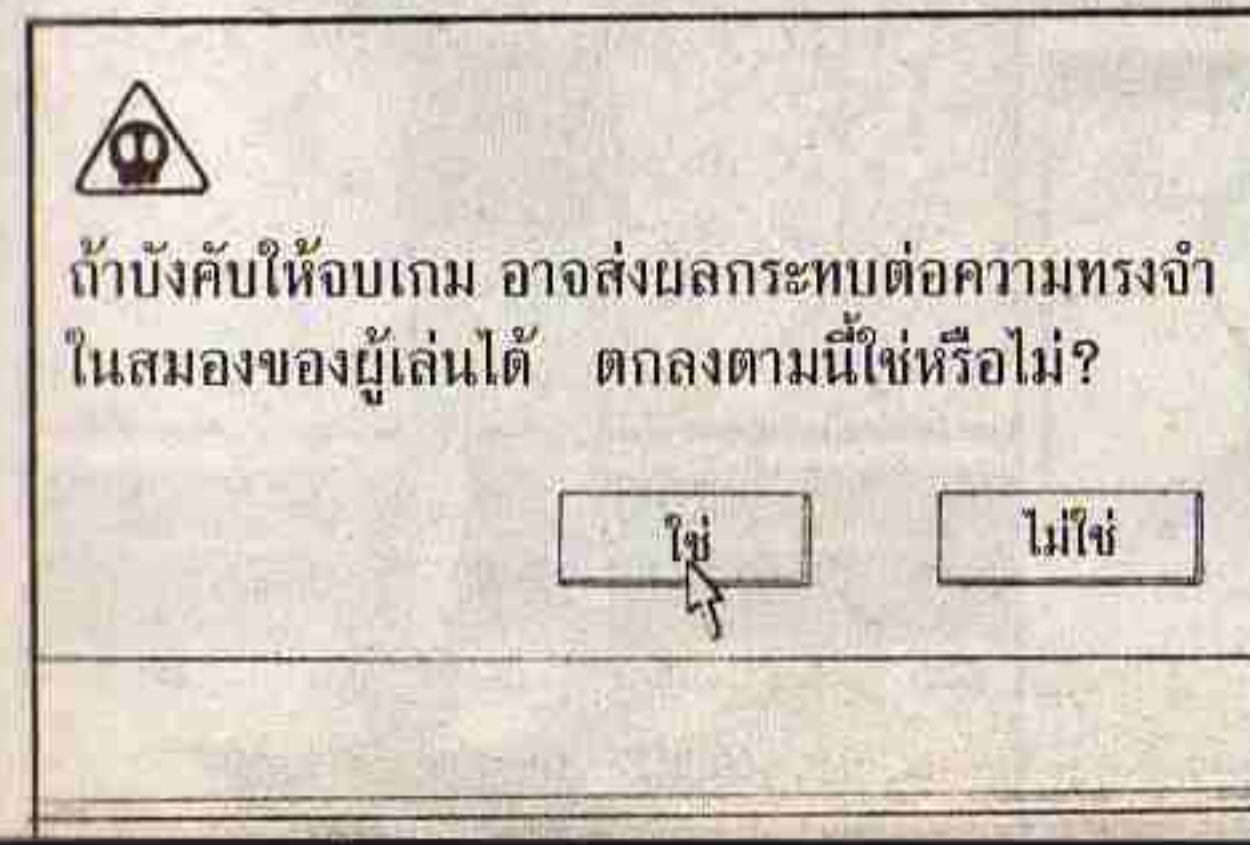 ถ้าบังคับให้จบเกม อาจส่งผลกระทบต่อความทรงจำ
ในสมองของผู้เล่นได้ ตกลงตามนี้ใช่หรือไม่?
ใช่ ไม่ใช่